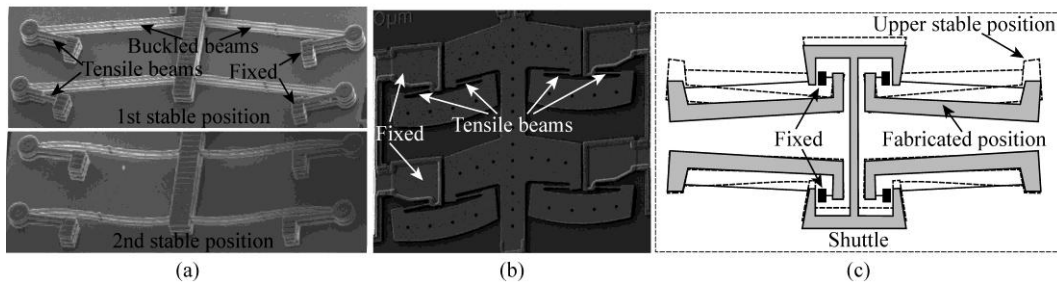 Buckled beams
Tensile beams
Fixed
1st stable position
2nd stable position
(a)
0μm
Fixed
Tensile beams
(b)
Upper stable position
Fixed
Fabricated position
Shuttle
(c)